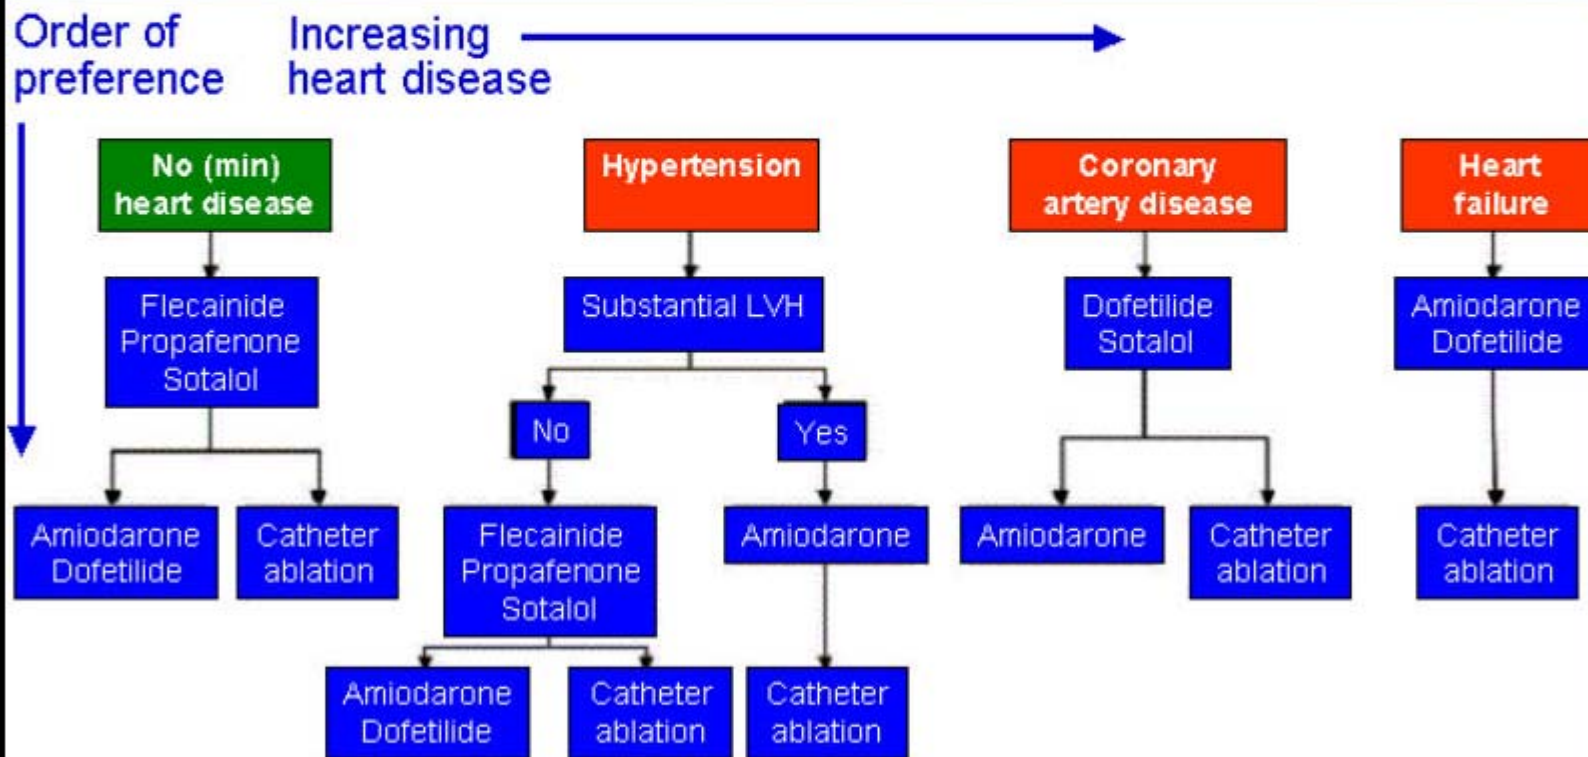 Order of
preference
Increasing
heart disease
No (min)
heart disease
Flecainide
Propafenone
Sotalol
Amiodarone
Dofetilide
Catheter
ablation
Hypertension
Substantial LVH
No
Yes
Flecainide
Propafenone
Sotalol
Amiodarone
Dofetilide
Catheter
ablation
Amiodarone
Catheter
ablation
Coronary
artery disease
Dofetilide
Sotalol
Amiodarone
Catheter
ablation
Heart
failure
Amiodarone
Dofetilide
Catheter
ablation